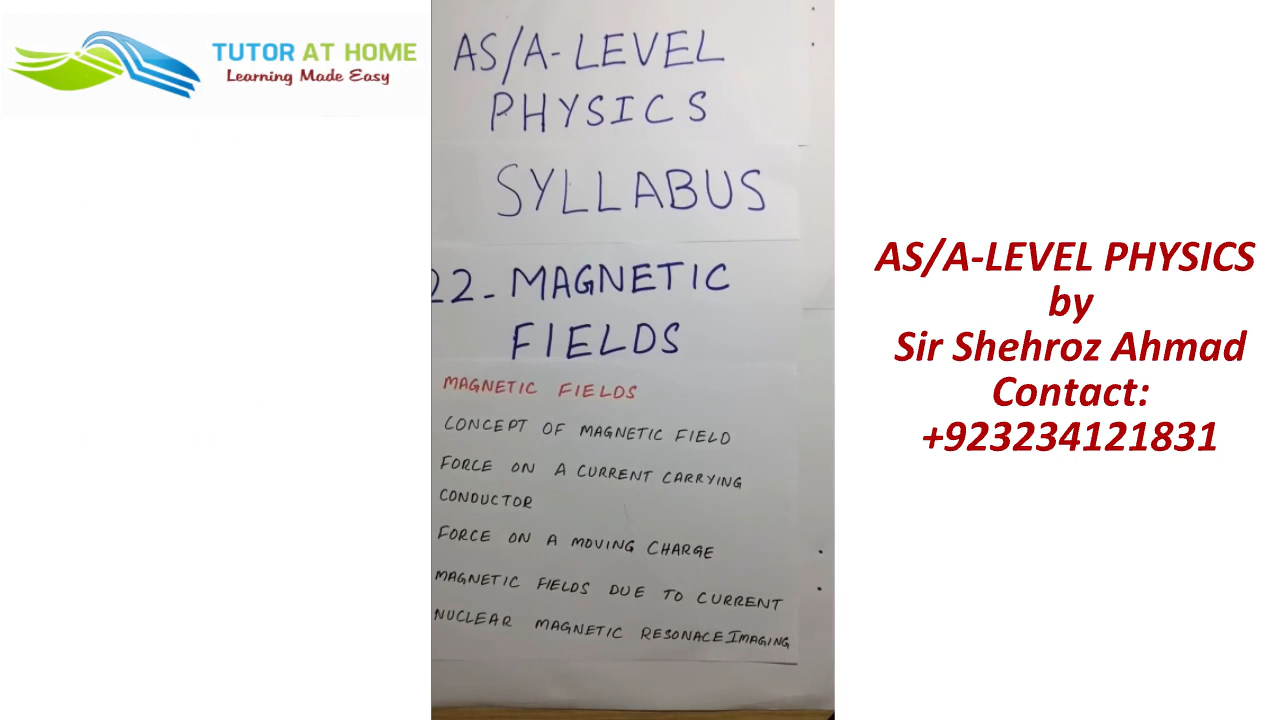 TUTOR AT HOME
Learning Made Easy
AS/A-LEVEL
PHYSICS
SYLLABUS
22- MAGNETIC
FIELDS
MAGNETIC FIELDS
CONCEPT OF MAGNETIC FIELD
FORCE ON A CURRENT CARRYING
CONDUCTOR
FORCE ON A MOVING CHARGE
MAGNETIC FIELDS DUE TO CURRENT
NUCLEAR MAGNETIC RESONACE IMAGING
AS/A-LEVEL PHYSICS
by
Sir Shehroz Ahmad
Contact:
+923234121831